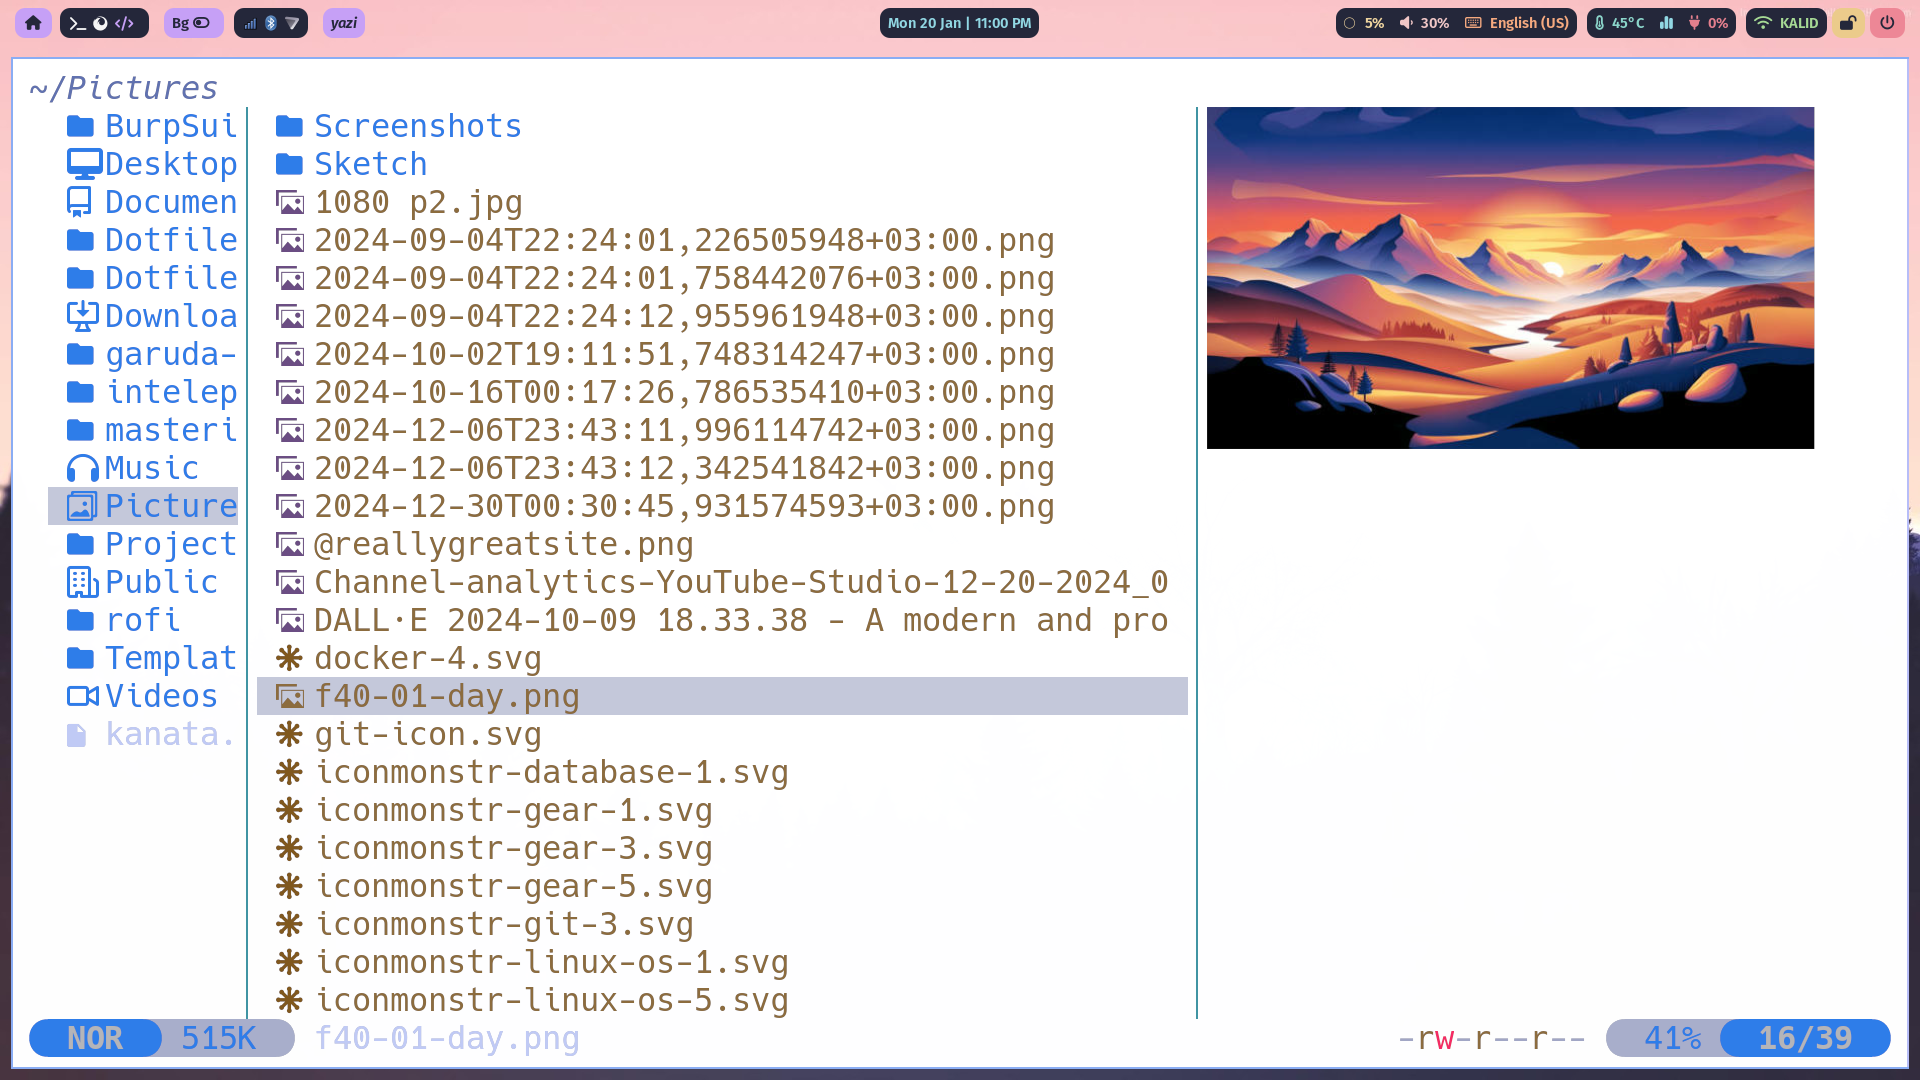 Bg
yazi
Mon 20 Jan | 11:00 PM
5%
30%
English (US)
45°C
0%
KALID
~/Pictures
BurpSui
Desktop
Documen
Dotfile
Dotfile
Downloa
garuda-
intelep
masteri
Music
Picture
Project
Public
rofi
Templat
Videos
kanata.
Screenshots
Sketch
1080 p2.jpg
2024-09-04T22:24:01,226505948+03:00.png
2024-09-04T22:24:01,758442076+03:00.png
2024-09-04T22:24:12,955961948+03:00.png
2024-10-02T19:11:51,748314247+03:00.png
2024-10-16T00:17:26,786535410+03:00.png
2024-12-06T23:43:11,996114742+03:00.png
2024-12-06T23:43:12,342541842+03:00.png
2024-12-30T00:30:45,931574593+03:00.png
@reallygreatsite.png
Channel-analytics-YouTube-Studio-12-20-2024_0
DALL·E 2024-10-09 18.33.38 - A modern and pro
docker-4.svg
f40-01-day.png
git-icon.svg
iconmonstr-database-1.svg
iconmonstr-gear-1.svg
iconmonstr-gear-3.svg
iconmonstr-gear-5.svg
iconmonstr-git-3.svg
iconmonstr-linux-os-1.svg
iconmonstr-linux-os-5.svg
NOR 515K f40-01-day.png -rw-r--r-- 41% 16/39